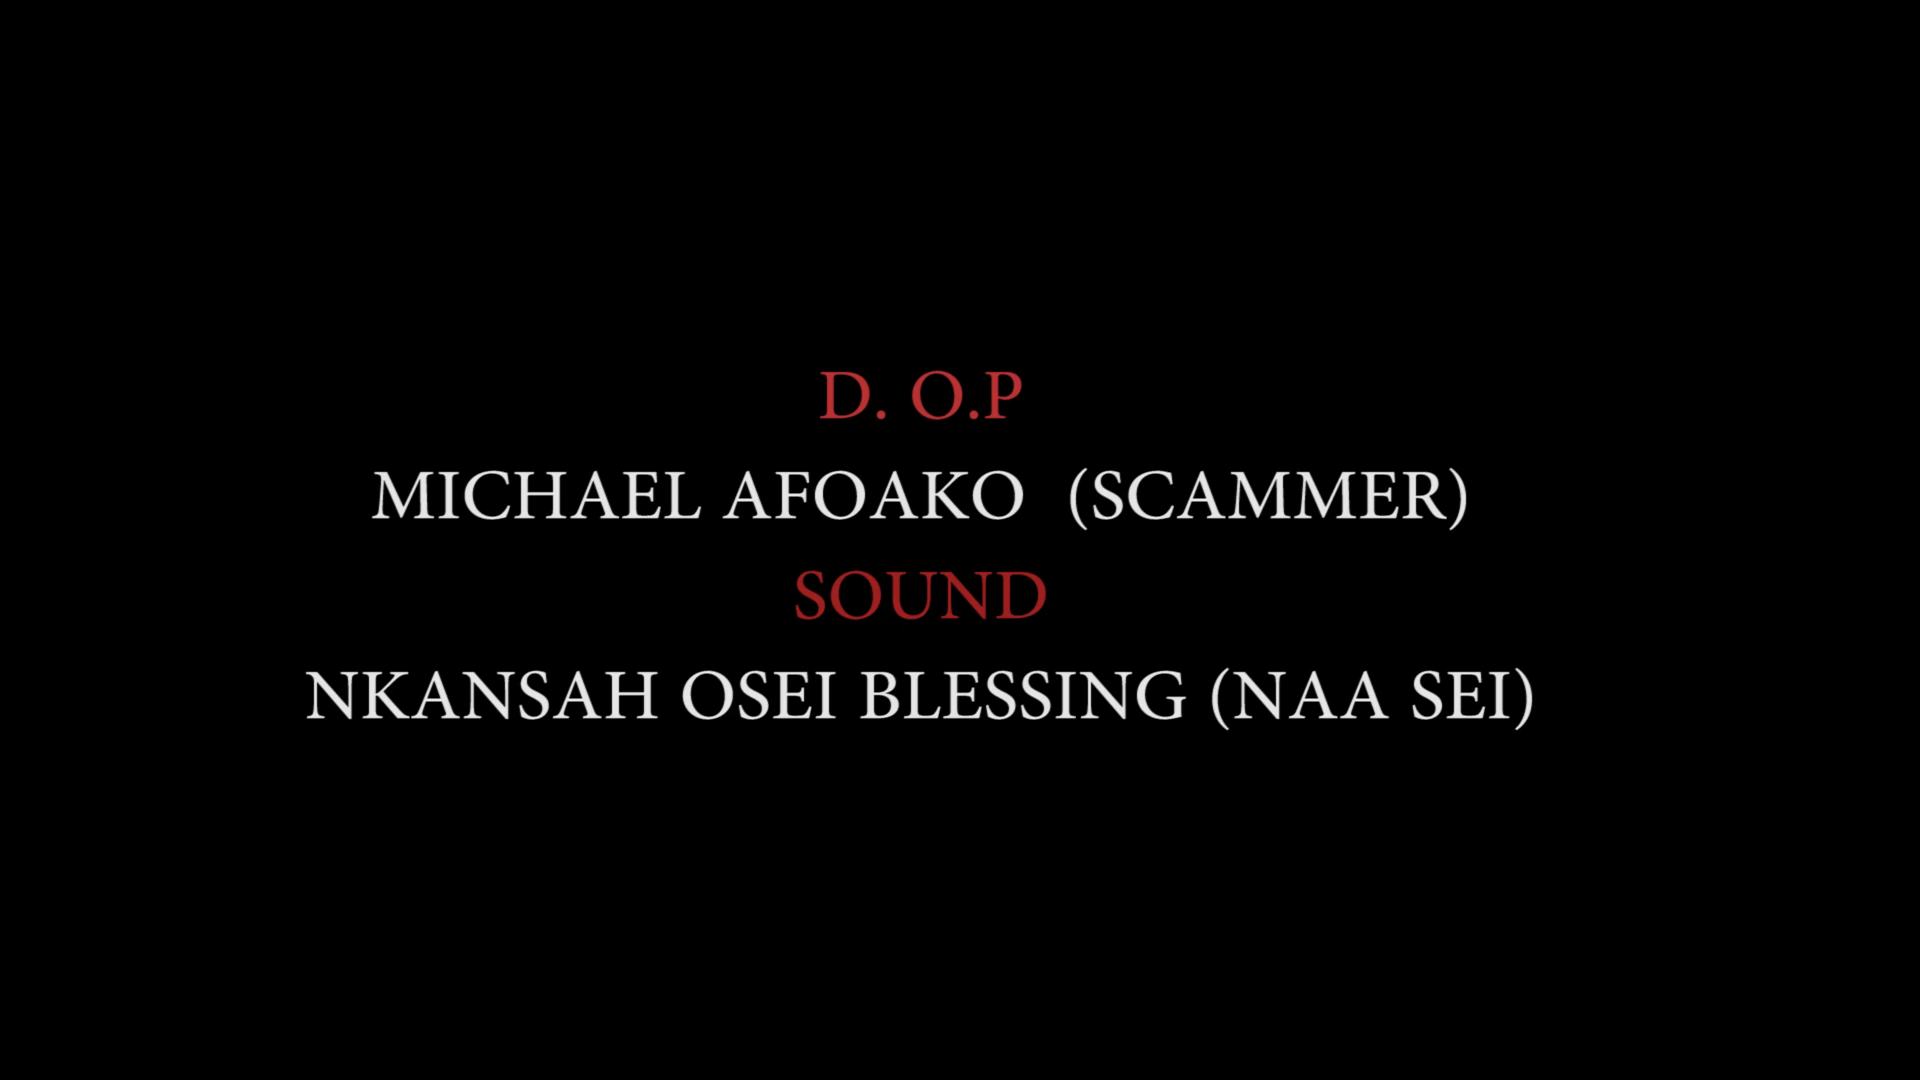 D. O.P
MICHAEL AFOAKO  (SCAMMER)
SOUND
NKANSAH OSEI BLESSING (NAA SEI)